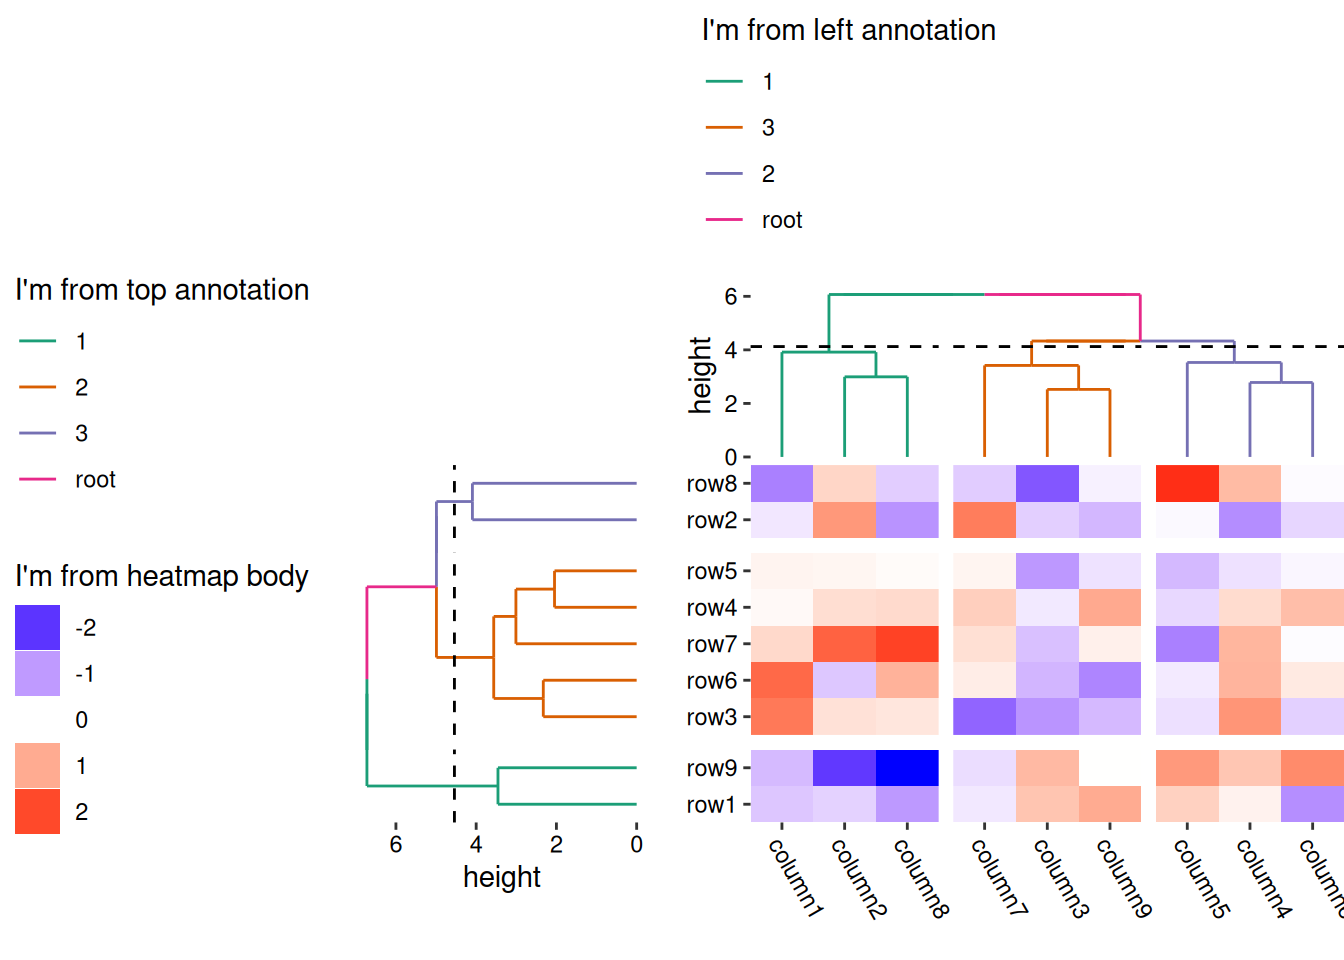 I'm from left annotation
1
3
2
root
I'm from top annotation
1
2
3
root
I'm from heatmap body
-2
-1
0
1
2
6
4
2
0
height
6
4
2
0
height
row8
row2
row5
row4
row7
row6
row3
row9
row1
column1
column2
column8
column7
column3
column9
column5
column4